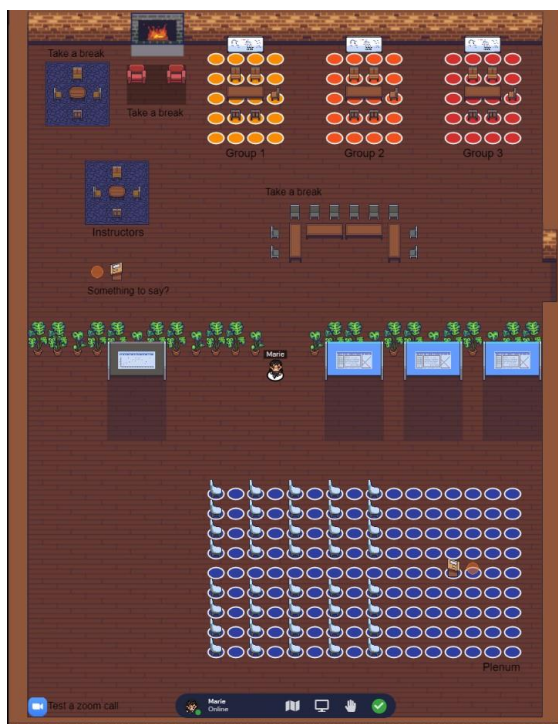 Take a break
Take a break
Group 1
Group 2
Group 3
Take a break
Instructors
Something to say?
Marie
Plenum
Test a zoom call
Marie
Online